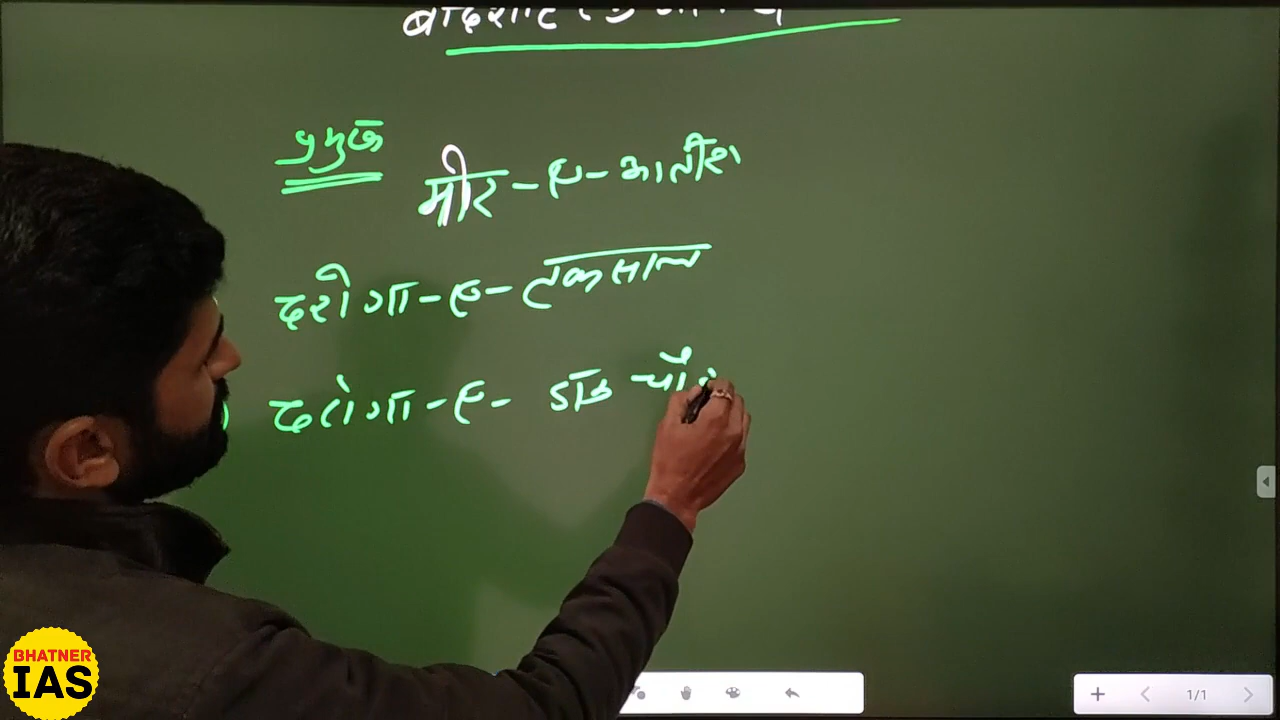 प्रमुख
मीर-ए-आतीश
दरोगा-ए-टकसाल
) दरोगा-ए- डाक चौ
BHATNER
IAS
1/1